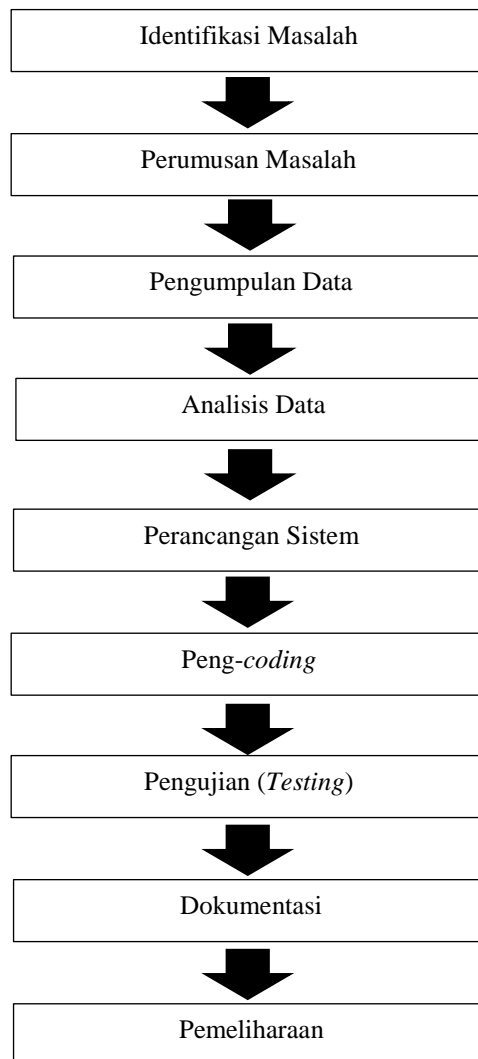 Identifikasi Masalah
Perumusan Masalah
Pengumpulan Data
Analisis Data
Perancangan Sistem
Peng-coding
Pengujian (Testing)
Dokumentasi
Pemeliharaan